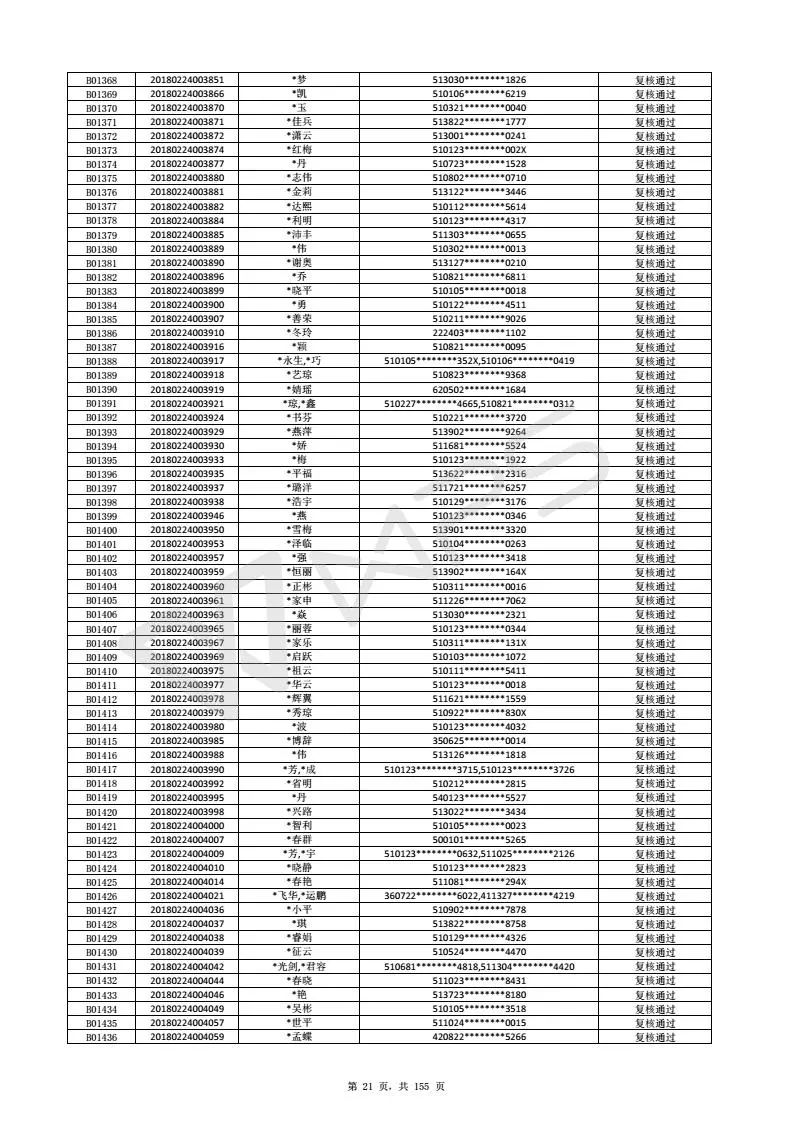 B01368 20180224003851 *梦 513030********1826 复核通过
B01369 20180224003866 *凯 510106********6219 复核通过
B01370 20180224003870 *玉 510321********0040 复核通过
B01371 20180224003871 *佳兵 513822********1777 复核通过
B01372 20180224003872 *潇云 513001********0241 复核通过
B01373 20180224003874 *红梅 510123********002X 复核通过
B01374 20180224003877 *丹 510723********1528 复核通过
B01375 20180224003880 *志伟 510802********0710 复核通过
B01376 20180224003881 *金莉 513122********3446 复核通过
B01377 20180224003882 *达熙 510112********5614 复核通过
B01378 20180224003884 *利明 510123********4317 复核通过
B01379 20180224003885 *沛丰 511303********0655 复核通过
B01380 20180224003889 *伟 510302********0013 复核通过
B01381 20180224003890 *谢奥 513127********0210 复核通过
B01382 20180224003896 *乔 510821********6811 复核通过
B01383 20180224003899 *晓平 510105********0018 复核通过
B01384 20180224003900 *勇 510122********4511 复核通过
B01385 20180224003907 *善荣 510211********9026 复核通过
B01386 20180224003910 *冬玲 222403********1102 复核通过
B01387 20180224003916 *颖 510821********0095 复核通过
B01388 20180224003917 *永生,*巧 510105********352X,510106********0419 复核通过
B01389 20180224003918 *艺琼 510823********9368 复核通过
B01390 20180224003919 *婧瑶 620502********1684 复核通过
B01391 20180224003921 *琼,*鑫 510227********4665,510821********0312 复核通过
B01392 20180224003924 *书芬 510221********3720 复核通过
B01393 20180224003929 *燕萍 513902********9264 复核通过
B01394 20180224003930 *娇 511681********5524 复核通过
B01395 20180224003933 *梅 510123********1922 复核通过
B01396 20180224003935 *平福 513622********2316 复核通过
B01397 20180224003937 *璐洋 511721********6257 复核通过
B01398 20180224003938 *浩宇 510129********3176 复核通过
B01399 20180224003946 *燕 510123********0346 复核通过
B01400 20180224003950 *雪梅 513901********3320 复核通过
B01401 20180224003953 *泽临 510104********0263 复核通过
B01402 20180224003957 *强 510123********3418 复核通过
B01403 20180224003959 *恒丽 513902********164X 复核通过
B01404 20180224003960 *正彬 510311********0016 复核通过
B01405 20180224003961 *家申 511226********7062 复核通过
B01406 20180224003963 *焱 513030********2321 复核通过
B01407 20180224003965 *丽蓉 510123********0344 复核通过
B01408 20180224003967 *家乐 510311********131X 复核通过
B01409 20180224003969 *启跃 510103********1072 复核通过
B01410 20180224003975 *祖云 510111********5411 复核通过
B01411 20180224003977 *华云 510123********0018 复核通过
B01412 20180224003978 *辉翼 511621********1559 复核通过
B01413 20180224003979 *秀琼 510922********830X 复核通过
B01414 20180224003980 *波 510123********4032 复核通过
B01415 20180224003985 *博辞 350625********0014 复核通过
B01416 20180224003988 *伟 513126********1818 复核通过
B01417 20180224003990 *芳,*成 510123********3715,510123********3726 复核通过
B01418 20180224003992 *省明 510212********2815 复核通过
B01419 20180224003995 *丹 540123********5527 复核通过
B01420 20180224003998 *兴路 513022********3434 复核通过
B01421 20180224004000 *智利 510105********0023 复核通过
B01422 20180224004007 *春群 500101********5265 复核通过
B01423 20180224004009 *芳,*宇 510123********0632,511025********2126 复核通过
B01424 20180224004010 *晓静 510123********2823 复核通过
B01425 20180224004014 *春艳 511081********294X 复核通过
B01426 20180224004021 *飞华,*运鹏 360722********6022,411327********4219 复核通过
B01427 20180224004036 *小平 510902********7878 复核通过
B01428 20180224004037 *琪 513822********8758 复核通过
B01429 20180224004038 *睿娟 510129********4326 复核通过
B01430 20180224004039 *征云 510524********4470 复核通过
B01431 20180224004042 *光剑,*君容 510681********4818,511304********4420 复核通过
B01432 20180224004044 *春晓 511023********8431 复核通过
B01433 20180224004046 *艳 513723********8180 复核通过
B01434 20180224004049 *吴彬 510105********3518 复核通过
B01435 20180224004057 *世平 511024********0015 复核通过
B01436 20180224004059 *孟蝶 420822********5266 复核通过
WPS
第 21 页，共 155 页